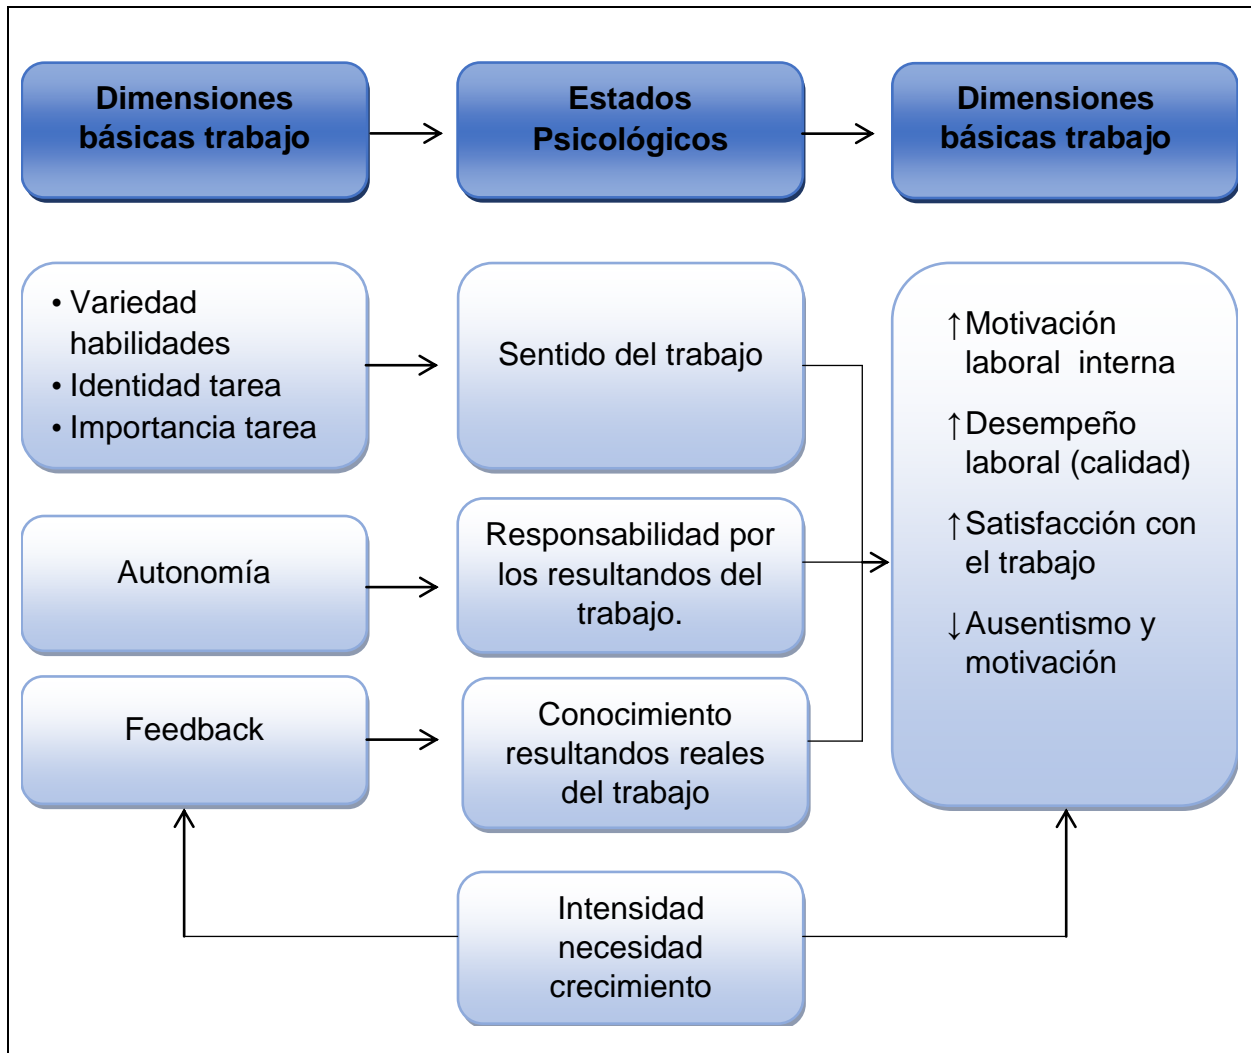 Dimensiones
básicas trabajo
Estados
Psicológicos
Dimensiones
básicas trabajo
• Variedad
habilidades
• Identidad tarea
• Importancia tarea
Sentido del trabajo
↑Motivación
laboral interna
↑Desempeño
laboral (calidad)
↑Satisfacción con
el trabajo
↓Ausentismo y
motivación
Autonomía
Responsabilidad por
los resultandos del
trabajo.
Feedback
Conocimiento
resultandos reales
del trabajo
Intensidad
necesidad
crecimiento